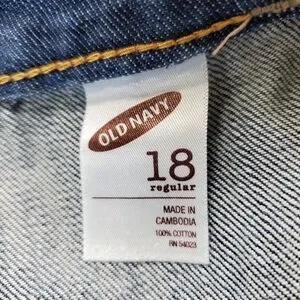 OLD NAVY
18
regular
MADE IN
CAMBODIA
100% COTTON
RN 54023